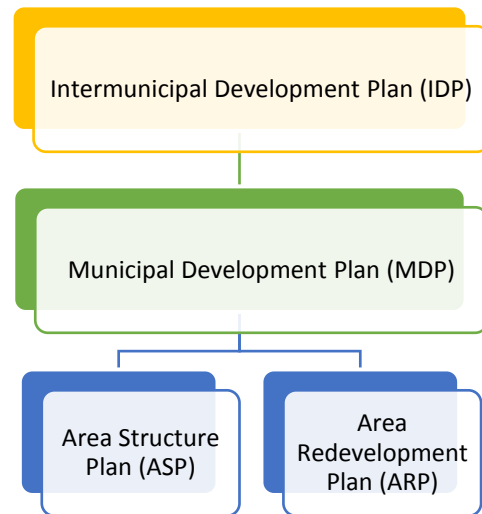 Intermunicipal Development Plan (IDP)
Municipal Development Plan (MDP)
Area Structure
Plan (ASP)
Area
Redevelopment
Plan (ARP)